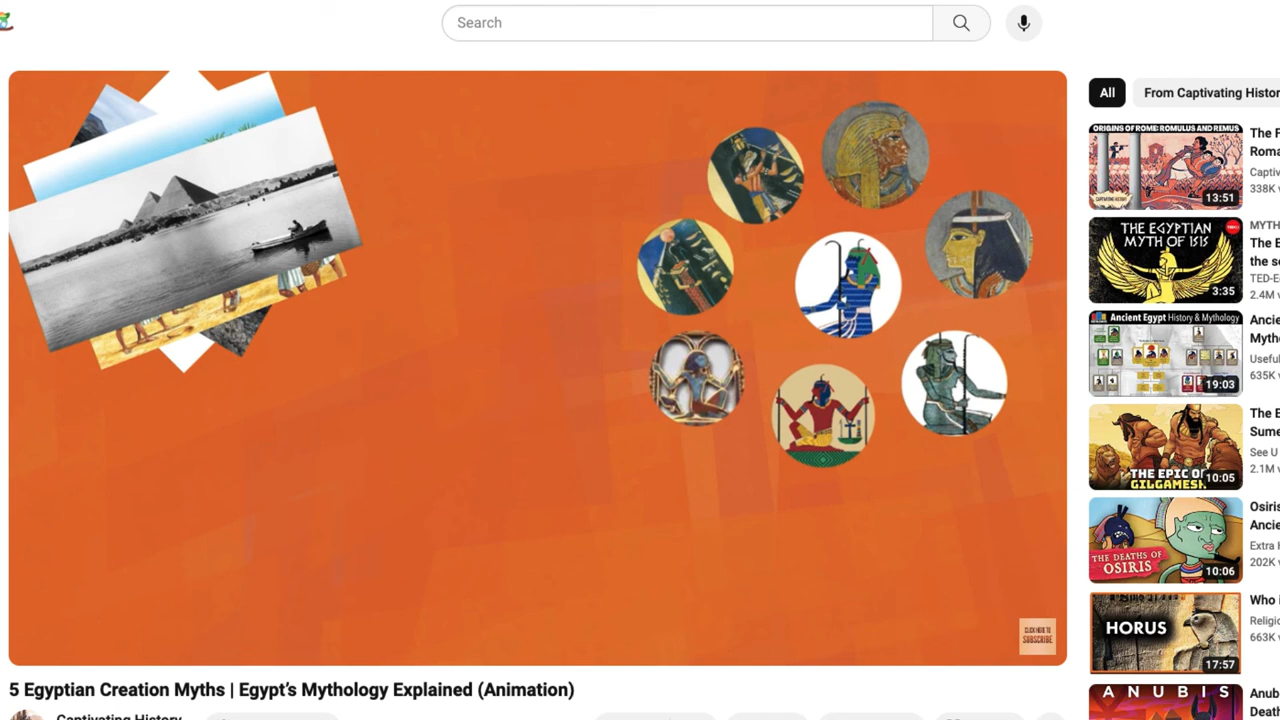 Search
All
From Captivating Histor
ORIGINS OF ROME: ROMULUS AND REMUS
13:51
The F
Roma
Captiv
338K v
THE EGYPTIAN
MYTH OF ISIS
3:35
MYTH
The E
the so
TED-E
2.4M v
Ancient Egypt History & Mythology
19:03
Ancie
Myth
Useful
635K v
THE EPIC OF
GILGAMESH
10:05
The E
Sume
See U
2.1M v
THE DEATHS OF
OSIRIS
10:06
Osiris
Ancie
Extra H
202K v
HORUS
17:57
Who i
Religio
663K v
ANUBIS
Anub
Death
CLICK HERE TO
SUBSCRIBE
5 Egyptian Creation Myths | Egypt’s Mythology Explained (Animation)
Captivating History